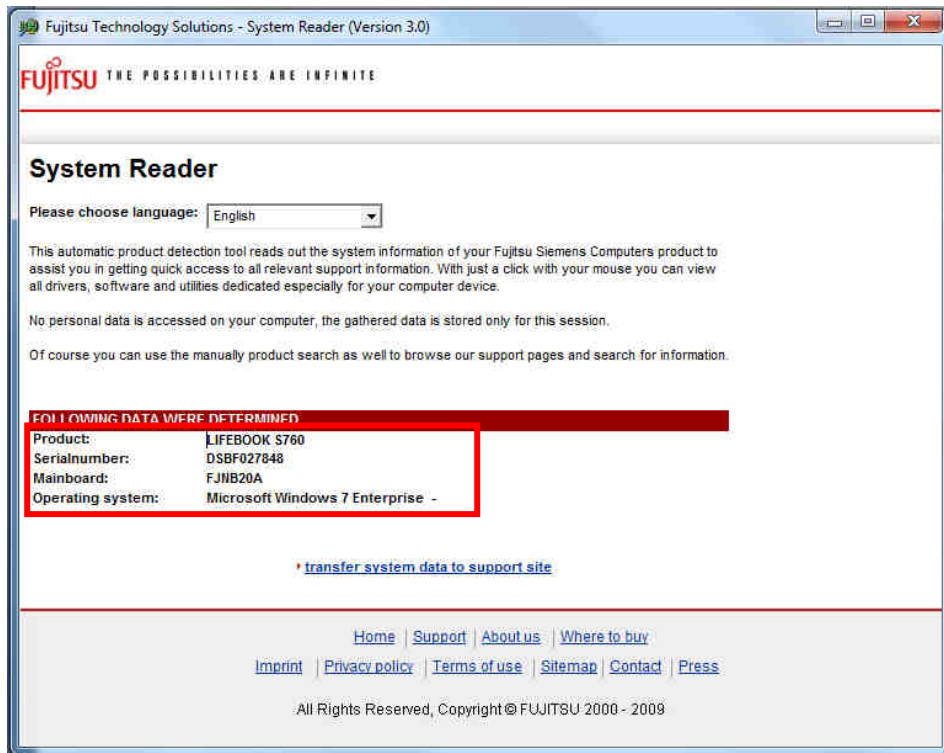 Fujitsu Technology Solutions - System Reader (Version 3.0)
FUJITSU THE POSSIBILITIES ARE INFINITE
System Reader
Please choose language: English
This automatic product detection tool reads out the system information of your Fujitsu Siemens Computers product to
assist you in getting quick access to all relevant support information. With just a click with your mouse you can view
all drivers, software and utilities dedicated especially for your computer device.
No personal data is accessed on your computer, the gathered data is stored only for this session.
Of course you can use the manually product search as well to browse our support pages and search for information.
FOLLOWING DATA WERE DETERMINED
Product: LIFEBOOK S760
Serialnumber: DSBF027848
Mainboard: FJNB20A
Operating system: Microsoft Windows 7 Enterprise -
transfer system data to support site
Home | Support | About us | Where to buy
Imprint | Privacy policy | Terms of use | Sitemap | Contact | Press
All Rights Reserved, Copyright © FUJITSU 2000 - 2009